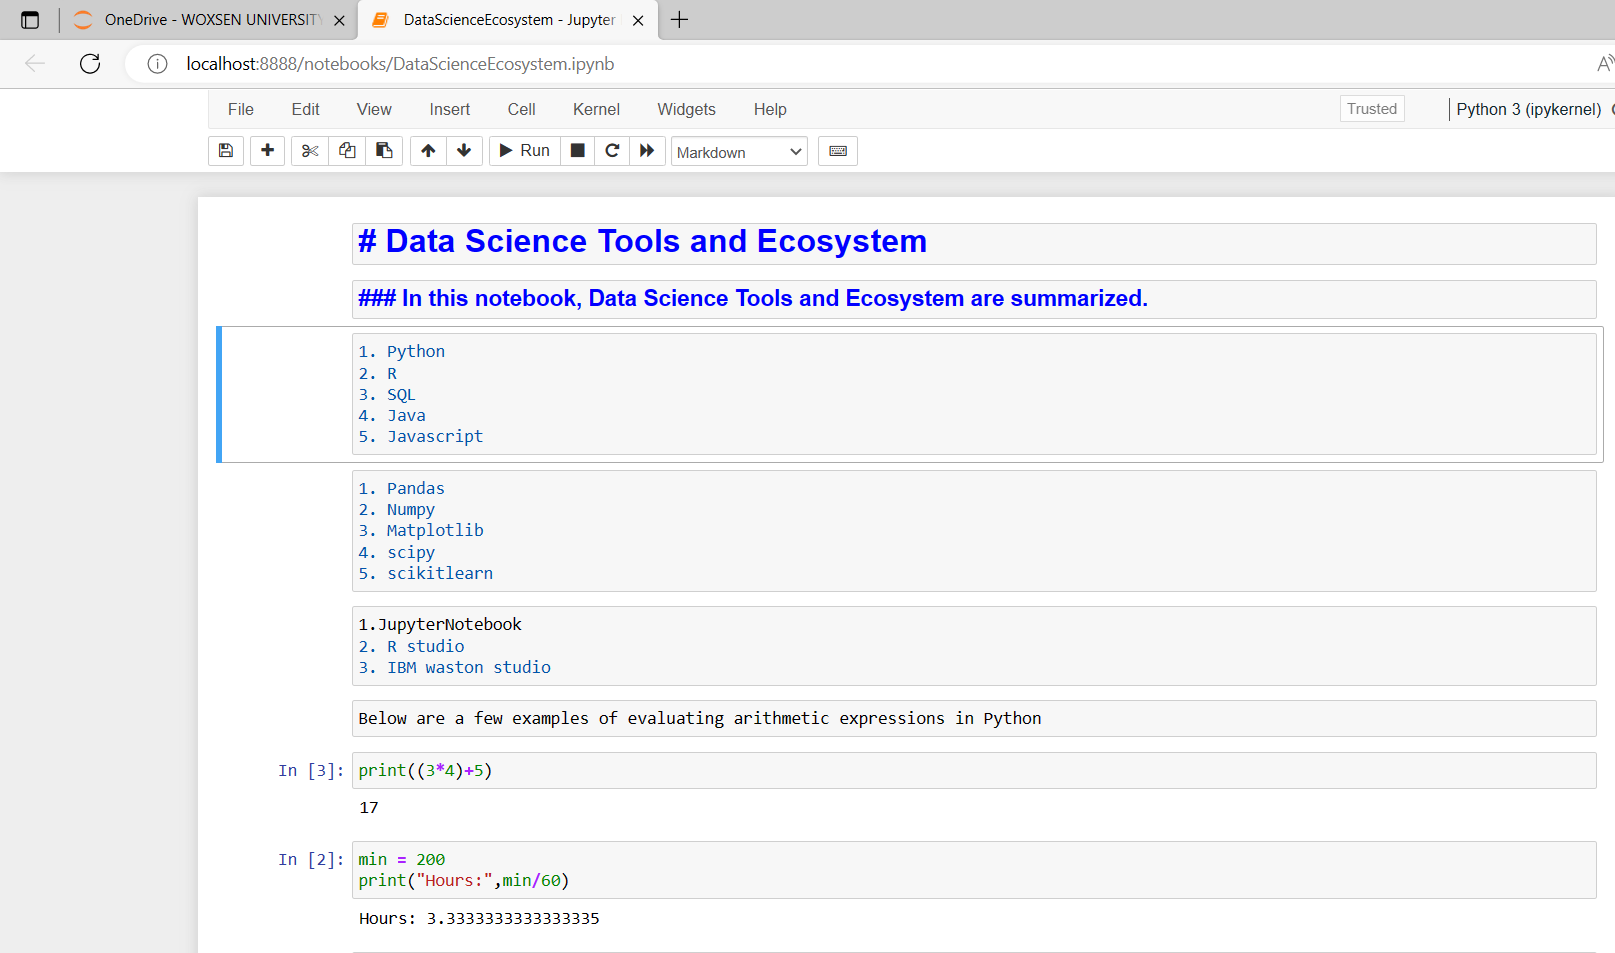 OneDrive - WOXSEN UNIVERSITY
DataScienceEcosystem - Jupyter
localhost:8888/notebooks/DataScienceEcosystem.ipynb
File Edit View Insert Cell Kernel Widgets Help Trusted Python 3 (ipykernel)
Run Markdown
# Data Science Tools and Ecosystem
### In this notebook, Data Science Tools and Ecosystem are summarized.
1. Python
2. R
3. SQL
4. Java
5. Javascript
1. Pandas
2. Numpy
3. Matplotlib
4. scipy
5. scikitlearn
1.JupyterNotebook
2. R studio
3. IBM waston studio
Below are a few examples of evaluating arithmetic expressions in Python
In [3]: print((3*4)+5)
17
In [2]: min = 200
print("Hours:",min/60)
Hours: 3.3333333333333335